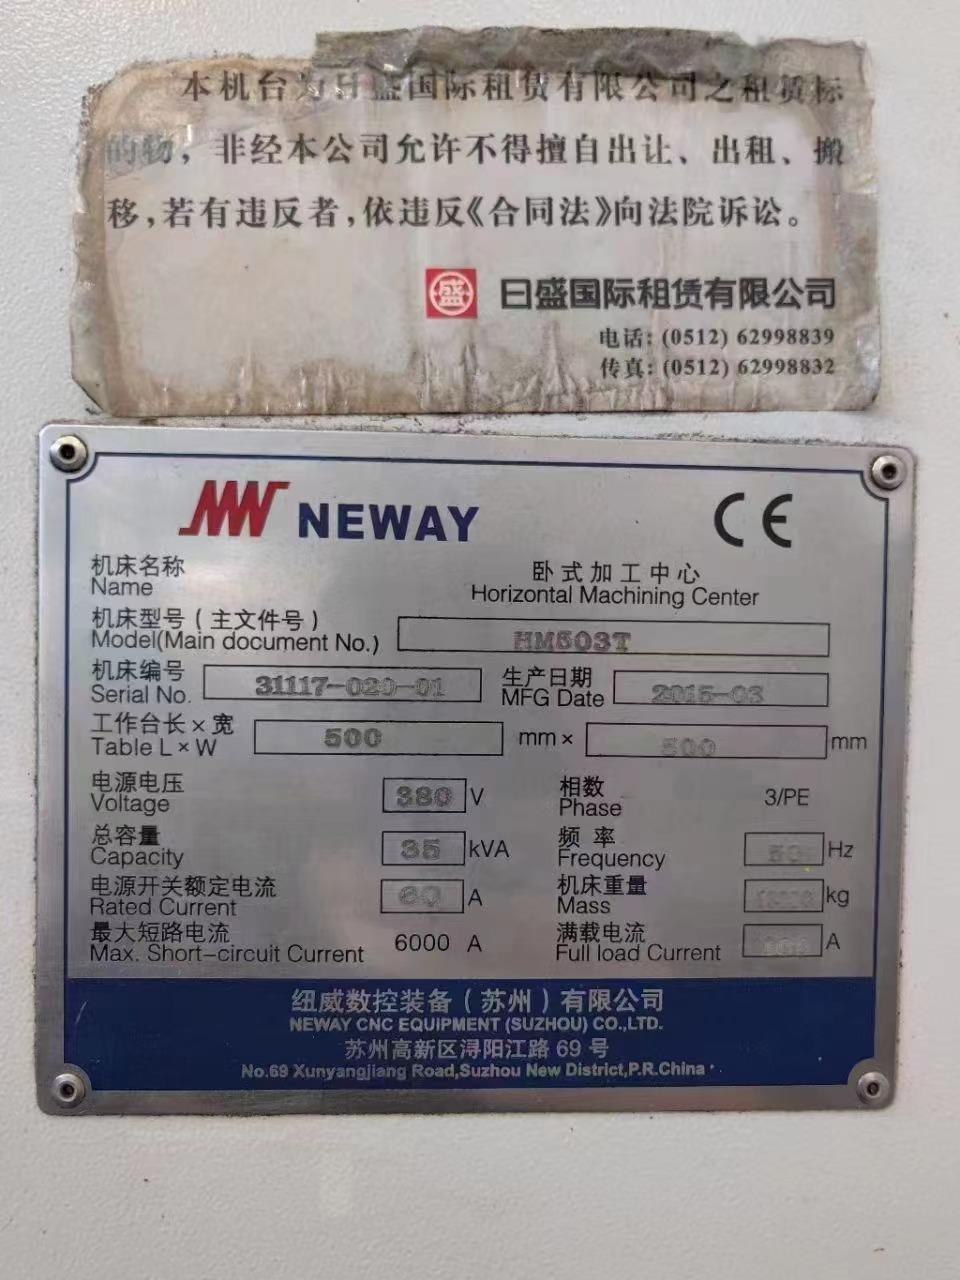 本机台为日盛国际租赁有限公司之租赁标
的物，非经本公司允许不得擅自出让、出租、搬
移，若有违反者，依违反《合同法》向法院诉讼。
盛 日盛国际租赁有限公司
电话：(0512) 62998839
传真：(0512) 62998832
NEWAY CE
机床名称 卧式加工中心
Name Horizontal Machining Center
机床型号（主文件号）
Model(Main document No.) HM503T
机床编号 生产日期
Serial No. 31117-020-01 MFG Date 2015-03
工作台长×宽
Table L×W 500 mm× 500 mm
电源电压 相数
Voltage 380 V Phase 3/PE
总容量 频率
Capacity 35 kVA Frequency 50 Hz
电源开关额定电流 机床重量
Rated Current 60 A Mass kg
最大短路电流 满载电流
Max. Short-circuit Current 6000 A Full load Current A
纽威数控装备（苏州）有限公司
NEWAY CNC EQUIPMENT (SUZHOU) CO.,LTD.
苏州高新区浔阳江路 69 号
No.69 Xunyangjiang Road,Suzhou New District,P.R.China